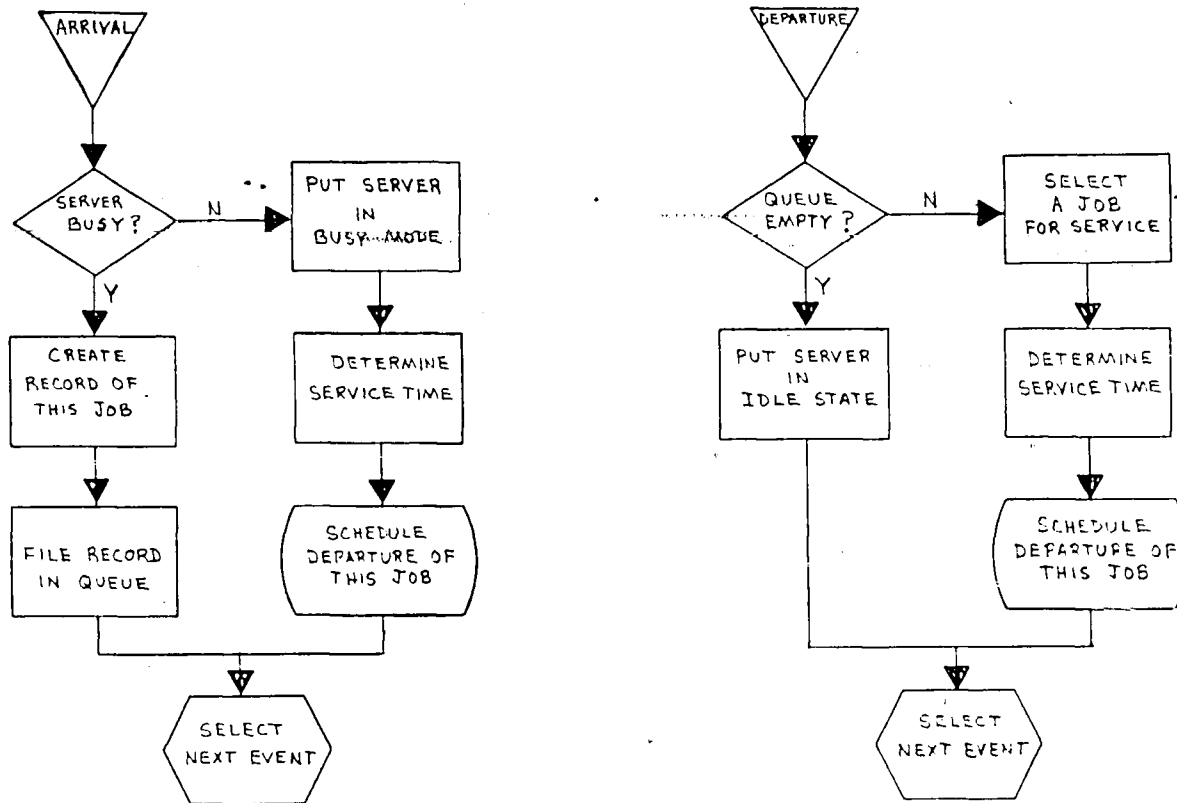 ARRIVAL
SERVER
BUSY?
N
PUT SERVER
IN
BUSY MODE
Y
CREATE
RECORD OF
THIS JOB
DETERMINE
SERVICE TIME
FILE RECORD
IN QUEUE
SCHEDULE
DEPARTURE OF
THIS JOB
SELECT
NEXT EVENT
DEPARTURE
QUEUE
EMPTY?
N
SELECT
A JOB
FOR SERVICE
Y
PUT SERVER
IN
IDLE STATE
DETERMINE
SERVICE TIME
SCHEDULE
DEPARTURE OF
THIS JOB
SELECT
NEXT EVENT